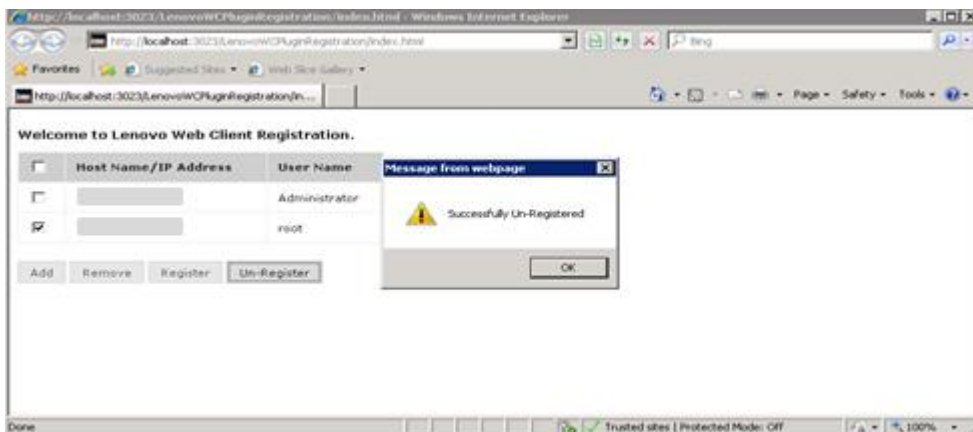 http://localhost:3023/LenovoWCPluginRegistration/index.html - Windows Internet Explorer
http://localhost:3023/LenovoWCPluginRegistration/index.html
Bing
Favorites Suggested Sites Web Slice Gallery
http://localhost:3023/LenovoWCPluginRegistration/in...
Page Safety Tools
Welcome to Lenovo Web Client Registration.
Host Name/IP Address User Name
Administrator
root
Message from webpage
Successfully Un-Registered
OK
Add Remove Register Un-Register
Done
Trusted sites | Protected Mode: Off
100%